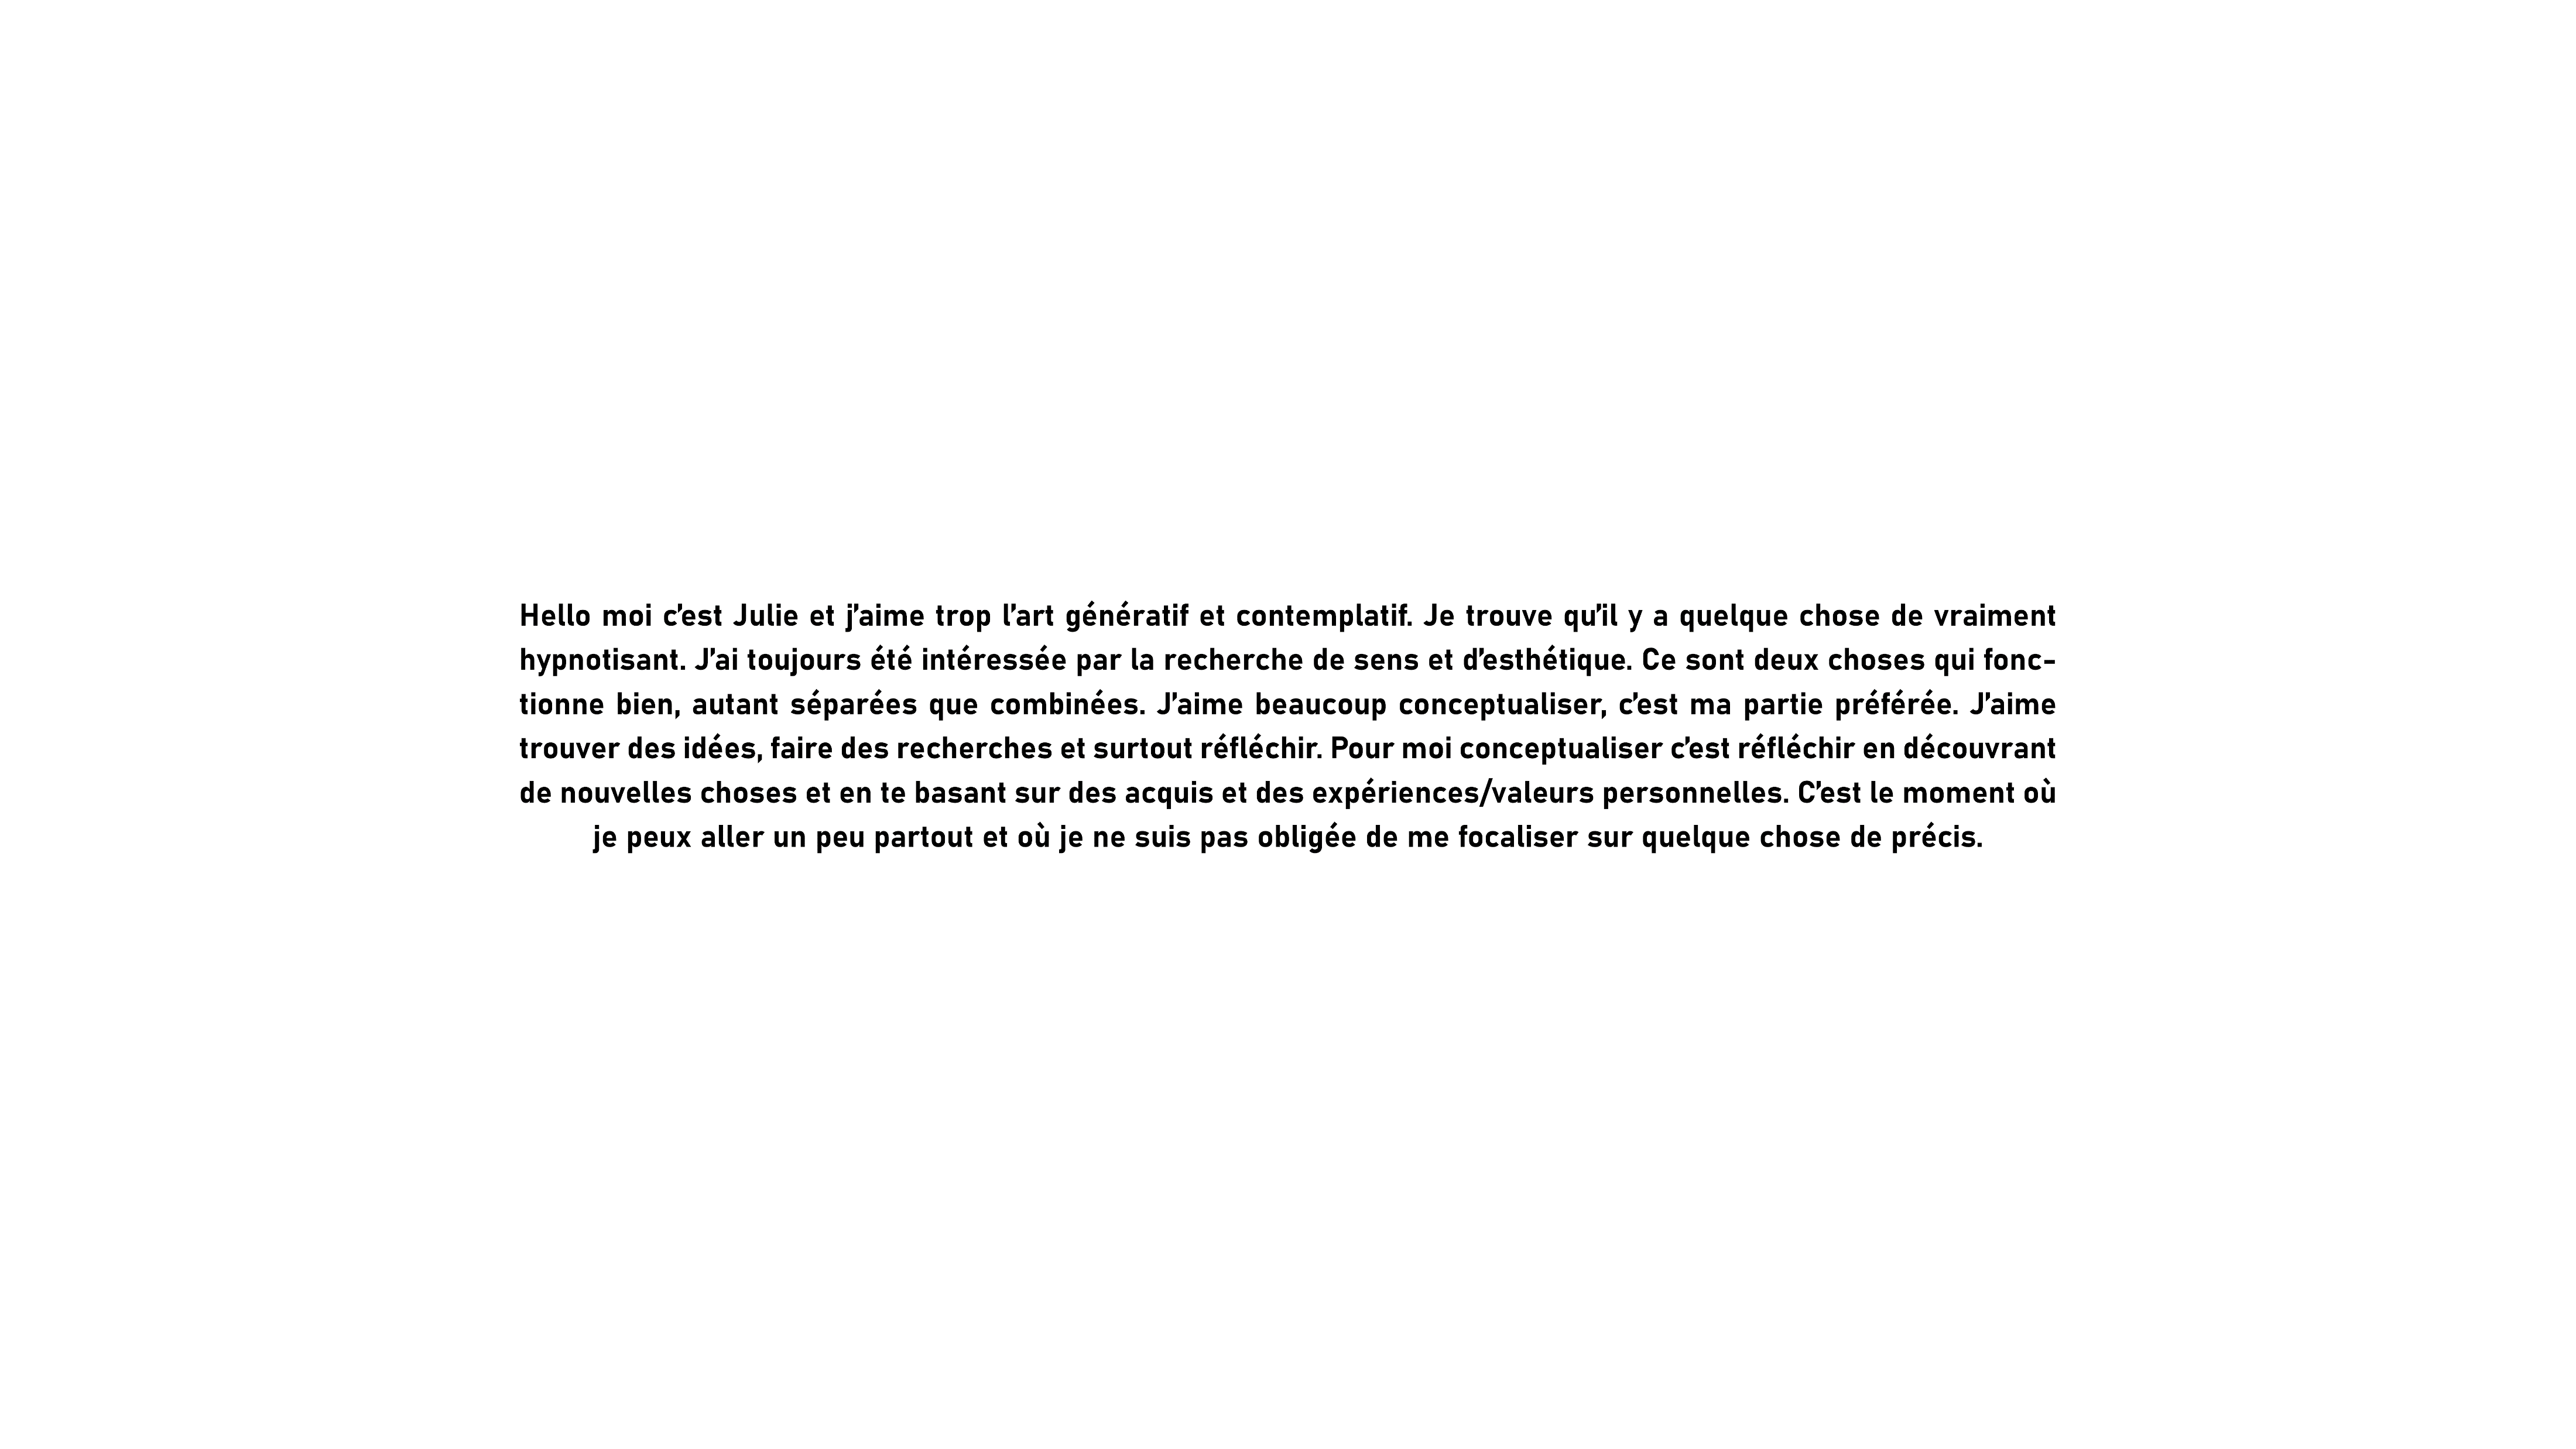 Hello moi c’est Julie et j’aime trop l’art génératif et contemplatif. Je trouve qu’il y a quelque chose de vraiment
hypnotisant. J’ai toujours été intéressée par la recherche de sens et d’esthétique. Ce sont deux choses qui fonc-
tionne bien, autant séparées que combinées. J’aime beaucoup conceptualiser, c’est ma partie préférée. J’aime
trouver des idées, faire des recherches et surtout réfléchir. Pour moi conceptualiser c’est réfléchir en découvrant
de nouvelles choses et en te basant sur des acquis et des expériences/valeurs personnelles. C’est le moment où
je peux aller un peu partout et où je ne suis pas obligée de me focaliser sur quelque chose de précis.